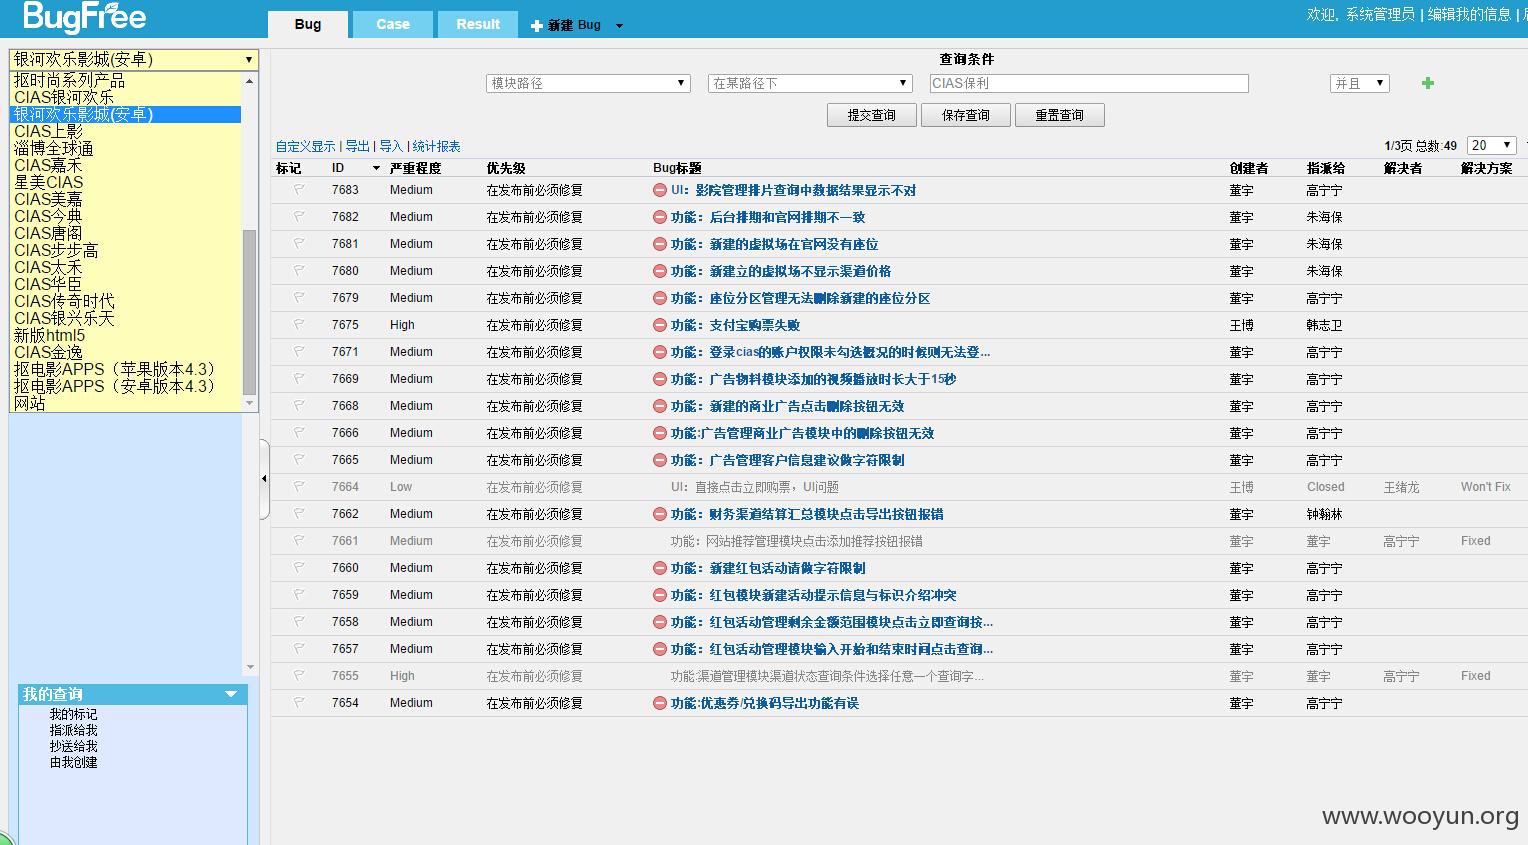 BugFree
Bug
Case
Result
新建 Bug
欢迎, 系统管理员 | 编辑我的信息 |
银河欢乐影城(安卓)
抠时尚系列产品
CIAS银河欢乐
银河欢乐影城(安卓)
CIAS上影
淄博全球通
CIAS嘉禾
星美CIAS
CIAS美嘉
CIAS今典
CIAS唐阁
CIAS步步高
CIAS太禾
CIAS华臣
CIAS传奇时代
CIAS银兴乐天
新版html5
CIAS金逸
抠电影APPS（苹果版本4.3）
抠电影APPS（安卓版本4.3）
网站
我的查询
我的标记
指派给我
抄送给我
由我创建
查询条件
模块路径 在某路径下 CIAS保利 并且
提交查询 保存查询 重置查询
自定义显示 | 导出 | 导入 | 统计报表 1/3页 总数:49 20
标记 ID 严重程度 优先级 Bug标题 创建者 指派给 解决者 解决方案
7683 Medium 在发布前必须修复 UI：影院管理排片查询中数据结果显示不对 董宇 高宁宁
7682 Medium 在发布前必须修复 功能：后台排期和官网排期不一致 董宇 朱海保
7681 Medium 在发布前必须修复 功能：新建的虚拟场在官网没有座位 董宇 朱海保
7680 Medium 在发布前必须修复 功能：新建立的虚拟场不显示渠道价格 董宇 朱海保
7679 Medium 在发布前必须修复 功能：座位分区管理无法删除新建的座位分区 董宇 高宁宁
7675 High 在发布前必须修复 功能：支付宝购票失败 王博 韩志卫
7671 Medium 在发布前必须修复 功能：登录cias的账户权限未勾选概况的时候则无法登... 董宇 高宁宁
7669 Medium 在发布前必须修复 功能：广告物料模块添加的视频播放时长大于15秒 董宇 高宁宁
7668 Medium 在发布前必须修复 功能：新建的商业广告点击删除按钮无效 董宇 高宁宁
7666 Medium 在发布前必须修复 功能:广告管理商业广告模块中的删除按钮无效 董宇 高宁宁
7665 Medium 在发布前必须修复 功能：广告管理客户信息建议做字符限制 董宇 高宁宁
7664 Low 在发布前必须修复 UI：直接点击立即购票，UI问题 王博 Closed 王绪龙 Won't Fix
7662 Medium 在发布前必须修复 功能：财务渠道结算汇总模块点击导出按钮报错 董宇 钟翰林
7661 Medium 在发布前必须修复 功能：网站推荐管理模块点击添加推荐按钮报错 董宇 董宇 高宁宁 Fixed
7660 Medium 在发布前必须修复 功能：新建红包活动请做字符限制 董宇 高宁宁
7659 Medium 在发布前必须修复 功能：红包模块新建活动提示信息与标识介绍冲突 董宇 高宁宁
7658 Medium 在发布前必须修复 功能：红包活动管理剩余金额范围模块点击立即查询按... 董宇 高宁宁
7657 Medium 在发布前必须修复 功能：红包活动管理模块输入开始和结束时间点击查询... 董宇 高宁宁
7655 High 在发布前必须修复 功能:渠道管理模块渠道状态查询条件选择任意一个查询字... 董宇 董宇 高宁宁 Fixed
7654 Medium 在发布前必须修复 功能:优惠券/兑换码导出功能有误 董宇 高宁宁
www.wooyun.org